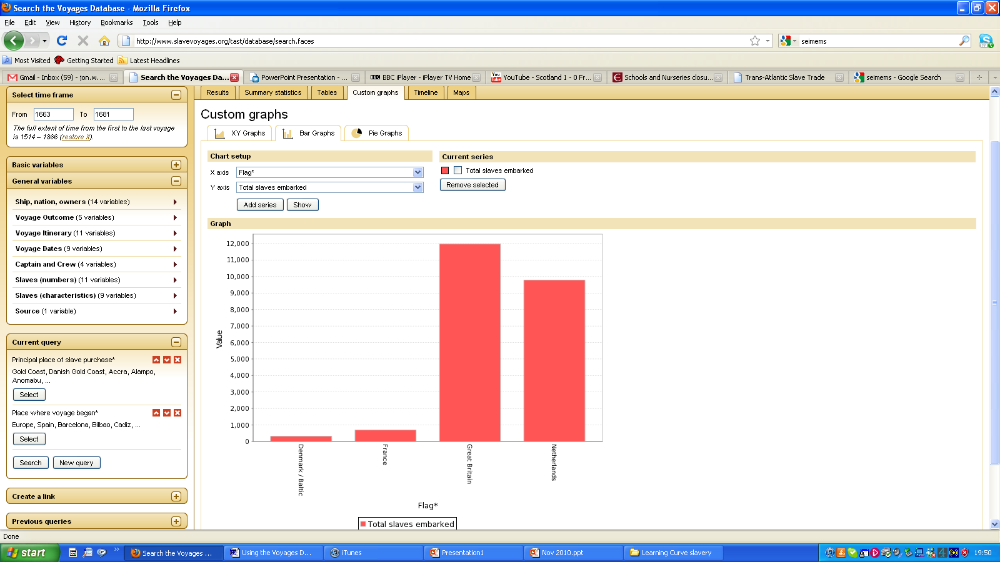 Search the Voyages Database - Mozilla Firefox
File Edit View History Bookmarks Tools Help
http://www.slavevoyages.org/tast/database/search.faces
seimems
Most Visited Getting Started Latest Headlines
Gmail - Inbox (59) - jon.w....
Search the Voyages Da...
PowerPoint Presentation - ...
BBC iPlayer - iPlayer TV Home
YouTube - Scotland 1 - 0 Fr...
Schools and Nurseries closu...
Trans-Atlantic Slave Trade
seimems - Google Search
Select time frame
From 1663 To 1681
The full extent of time from the first to the last voyage
is 1514 – 1866 (restore it).
Basic variables
General variables
Ship, nation, owners (14 variables)
Voyage Outcome (5 variables)
Voyage Itinerary (11 variables)
Voyage Dates (9 variables)
Captain and Crew (4 variables)
Slaves (numbers) (11 variables)
Slaves (characteristics) (9 variables)
Source (1 variable)
Current query
Principal place of slave purchase*
Gold Coast, Danish Gold Coast, Accra, Alampo,
Anomabu, ...
Select
Place where voyage began*
Europe, Spain, Barcelona, Bilbao, Cadiz, ...
Select
Search New query
Create a link
Previous queries
Results Summary statistics Tables Custom graphs Timeline Maps
Custom graphs
XY Graphs Bar Graphs Pie Graphs
Chart setup
X axis Flag*
Y axis Total slaves embarked
Add series Show
Current series
Total slaves embarked
Remove selected
Graph
12,000
11,000
10,000
9,000
8,000
7,000
6,000
5,000
4,000
3,000
2,000
1,000
0
Value
Denmark / Baltic
France
Great Britain
Netherlands
Flag*
Total slaves embarked
Done
start
Search the Voyages ...
Using the Voyages D...
iTunes
Presentation1
Nov 2010.ppt
Learning Curve slavery
19:50